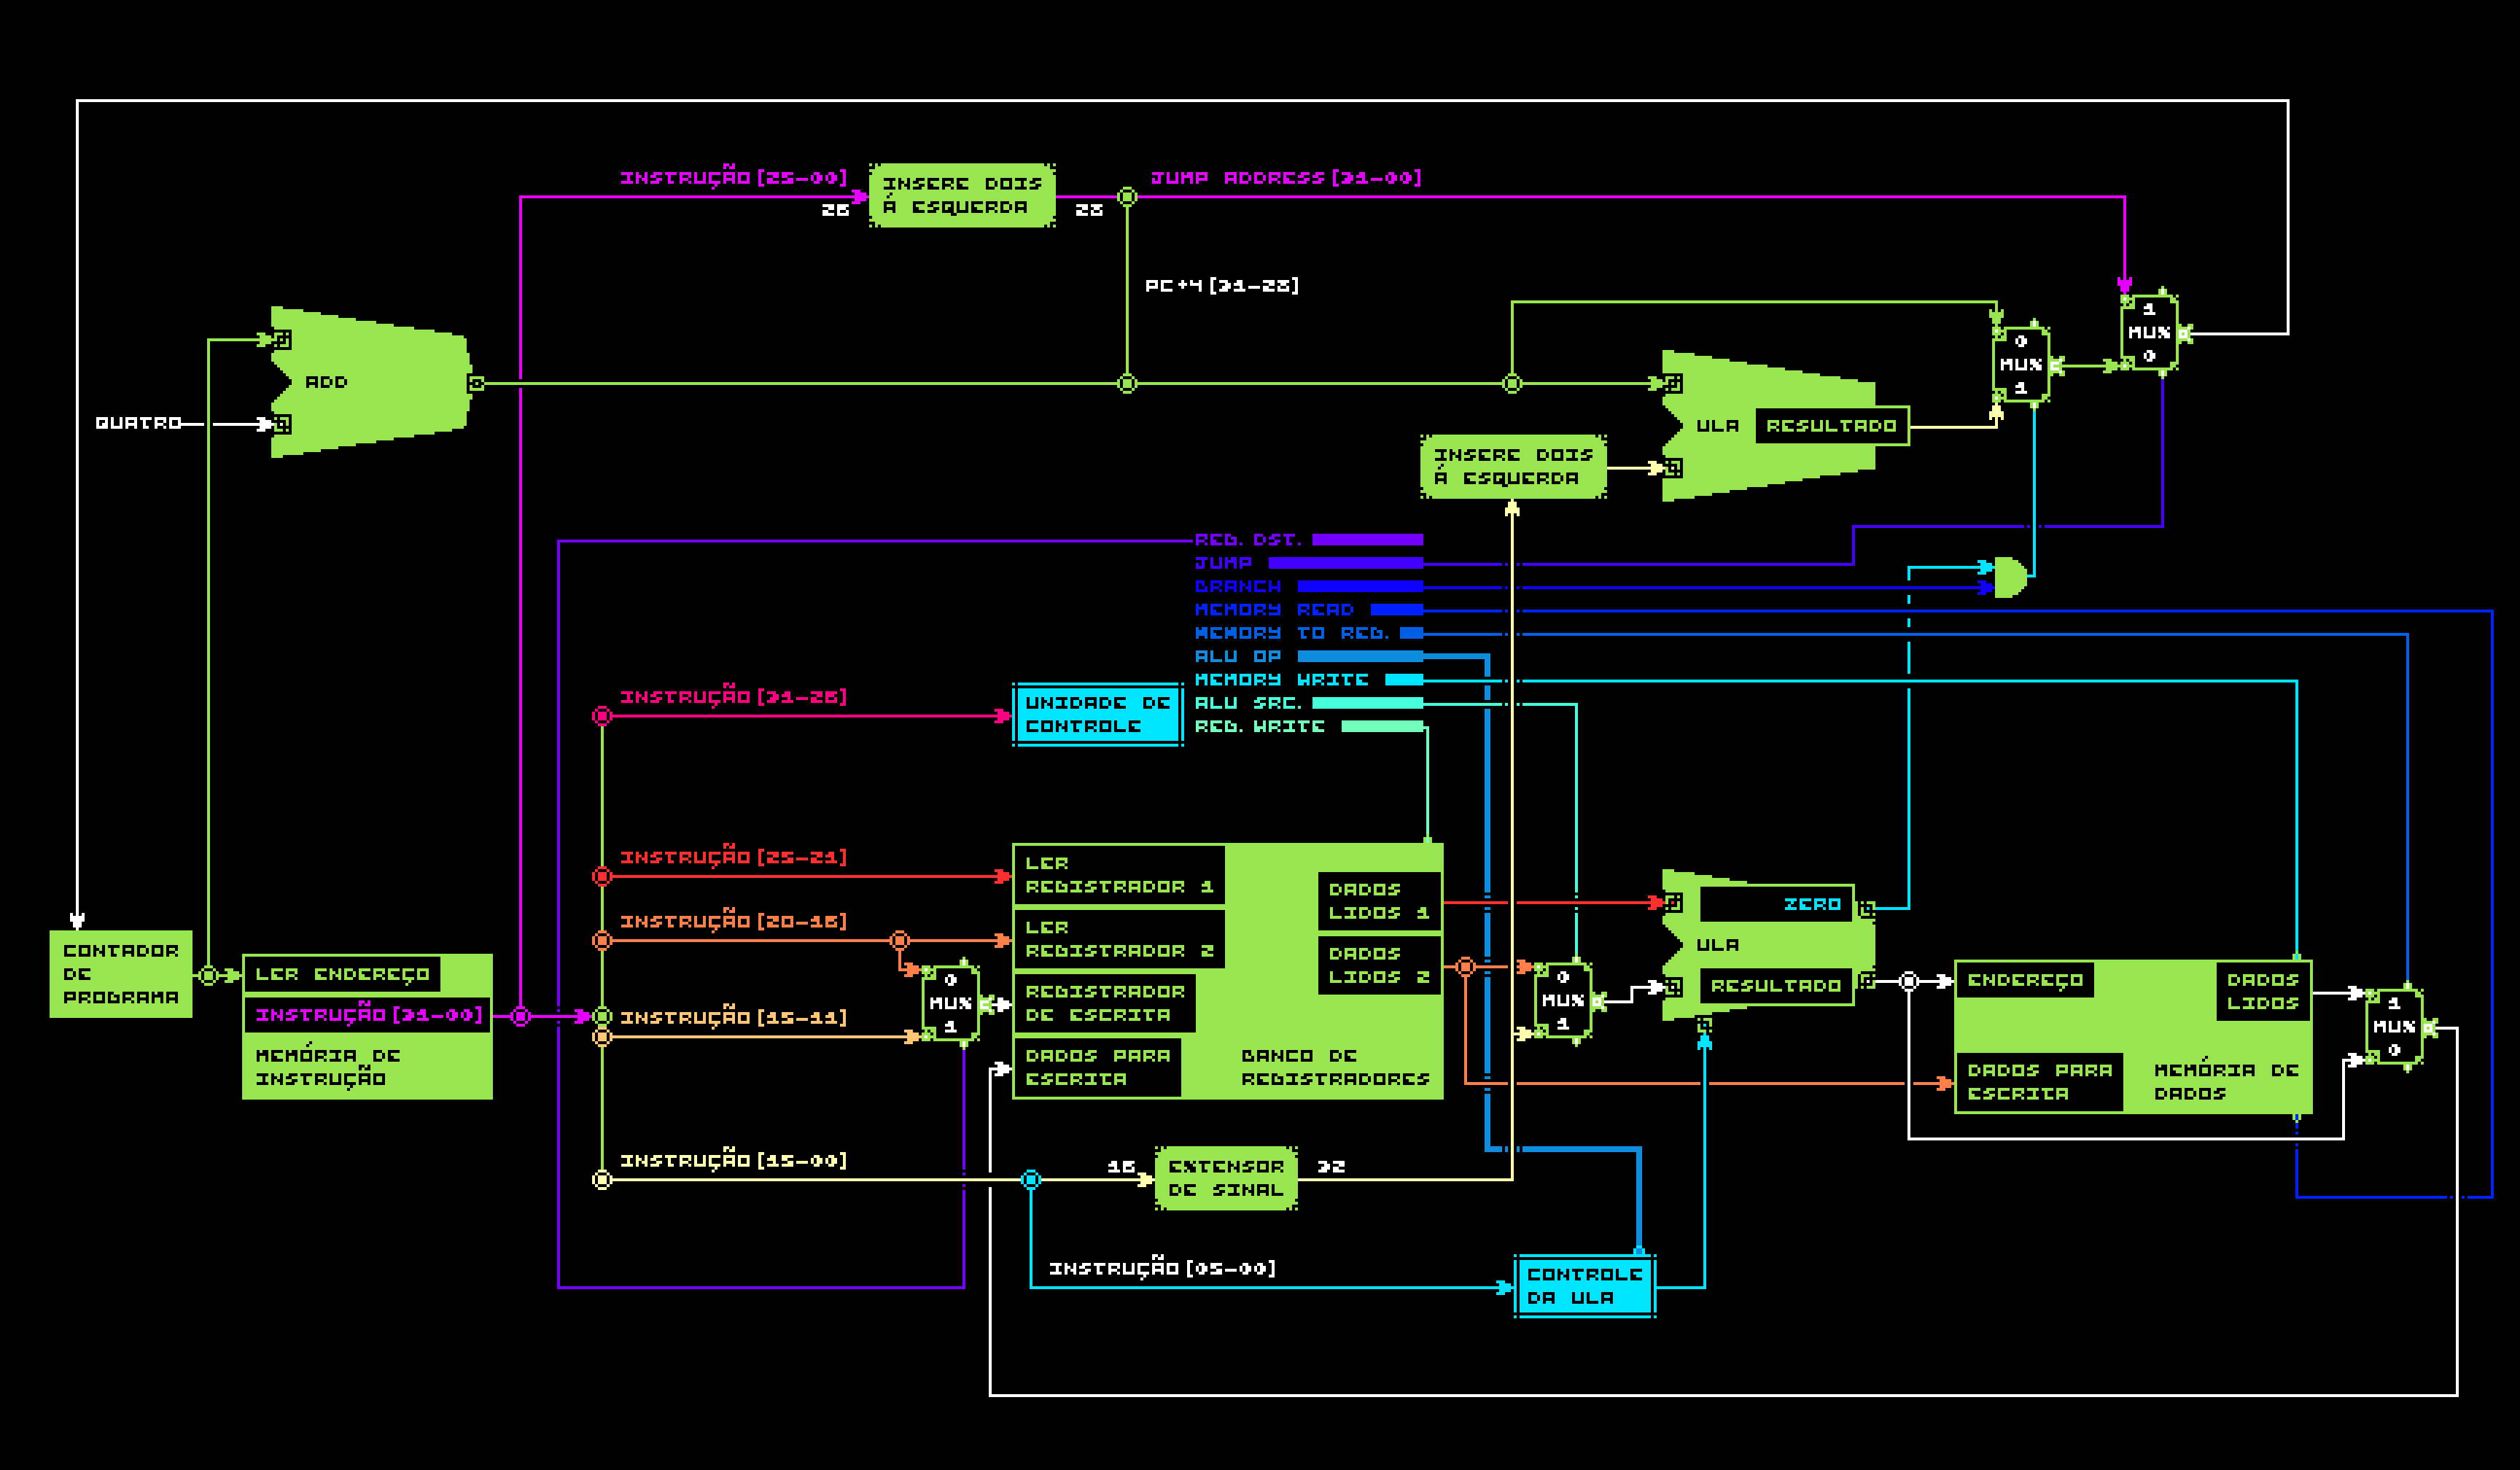 INSTRUÇÃO [25-00]
26
INSERE DOIS
Á ESQUERDA
28
JUMP ADDRESS [31-00]
PC+4 [31-28]
1
MUX
0
0
MUX
1
ADD
QUATRO
ULA
RESULTADO
INSERE DOIS
Á ESQUERDA
REG. DST.
JUMP
BRANCH
MEMORY READ
MEMORY TO REG.
ALU OP
MEMORY WRITE
ALU SRC.
REG. WRITE
INSTRUÇÃO [31-26]
UNIDADE DE
CONTROLE
INSTRUÇÃO [25-21]
INSTRUÇÃO [20-16]
INSTRUÇÃO [15-11]
0
MUX
1
LER
REGISTRADOR 1
LER
REGISTRADOR 2
REGISTRADOR
DE ESCRITA
DADOS PARA
ESCRITA
DADOS
LIDOS 1
DADOS
LIDOS 2
BANCO DE
REGISTRADORES
CONTADOR
DE
PROGRAMA
LER ENDEREÇO
INSTRUÇÃO [31-00]
MEMÓRIA DE
INSTRUÇÃO
0
MUX
1
ZERO
ULA
RESULTADO
ENDEREÇO
DADOS
LIDOS
DADOS PARA
ESCRITA
MEMÓRIA DE
DADOS
1
MUX
0
INSTRUÇÃO [15-00]
16
EXTENSOR
DE SINAL
32
INSTRUÇÃO [05-00]
CONTROLE
DA ULA